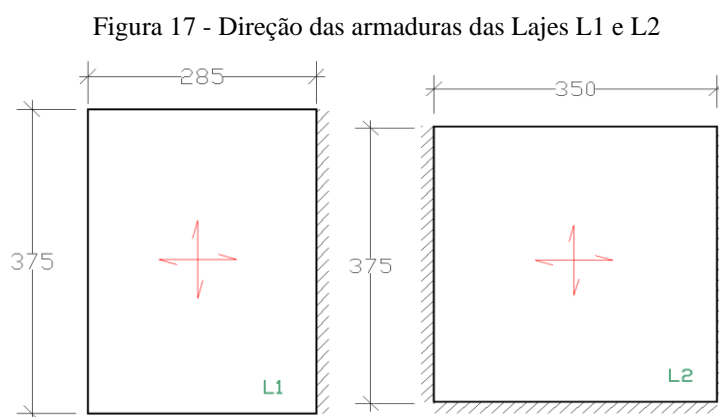 Figura 17 - Direção das armaduras das Lajes L1 e L2
285
350
375
375
L1
L2